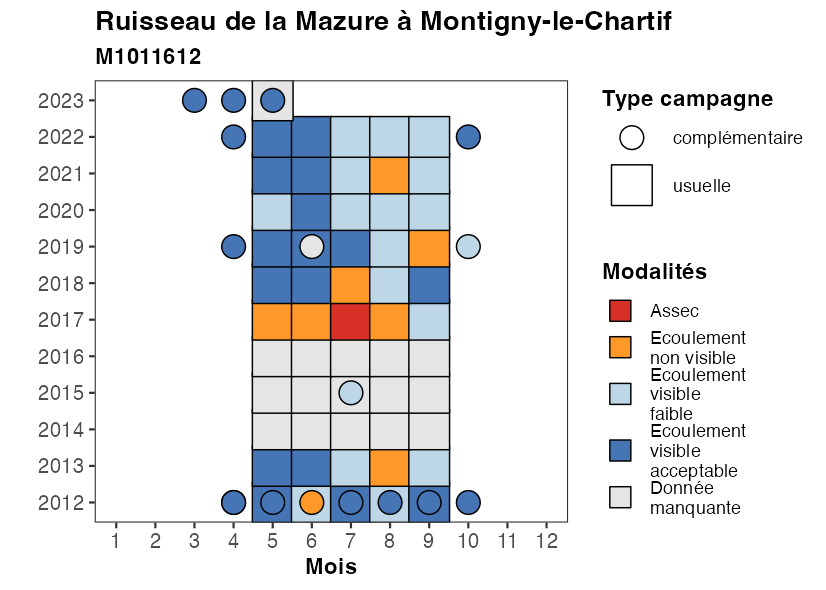 Ruisseau de la Mazure à Montigny-le-Chartif
M1011612
2023
2022
2021
2020
2019
2018
2017
2016
2015
2014
2013
2012
1 2 3 4 5 6 7 8 9 10 11 12
Mois
Type campagne
complémentaire
usuelle
Modalités
Assec
Ecoulement
non visible
Ecoulement
visible
faible
Ecoulement
visible
acceptable
Donnée
manquante